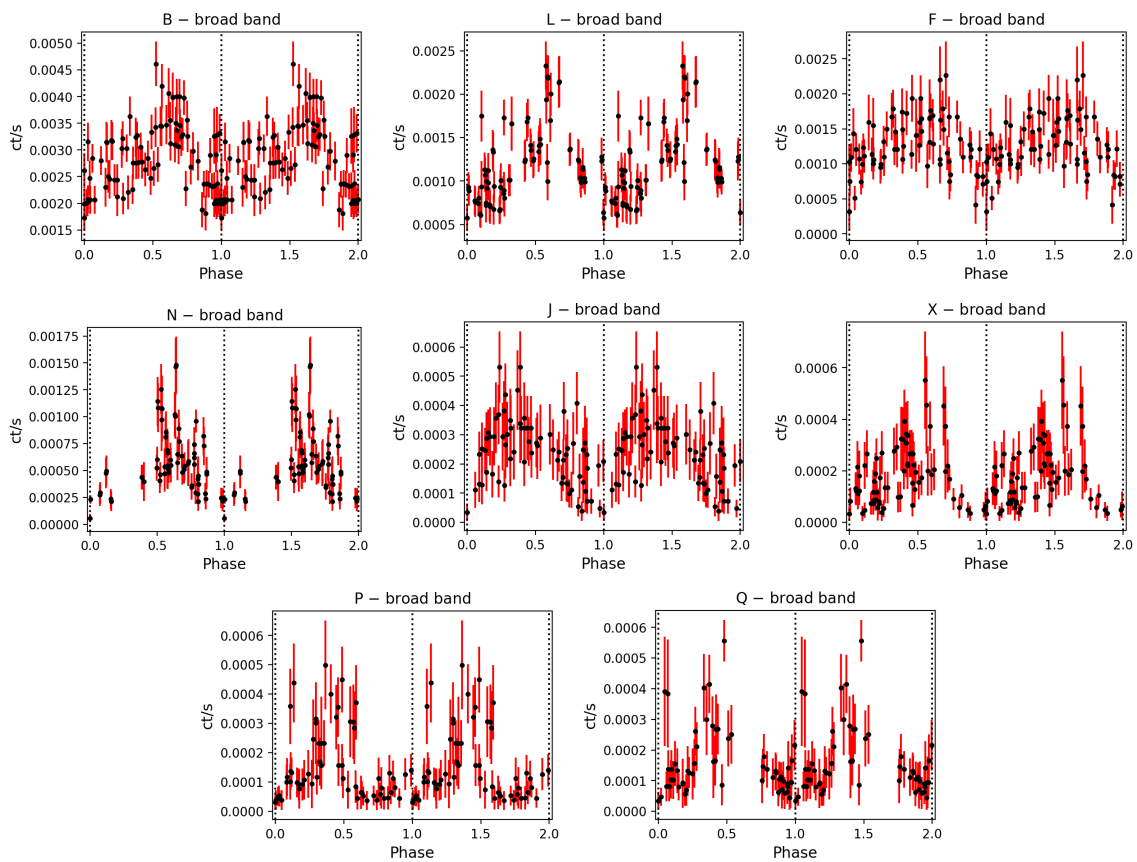 B − broad band
0.0050
0.0045
0.0040
0.0035
0.0030
0.0025
0.0020
0.0015
ct/s
0.0 0.5 1.0 1.5 2.0
Phase
L − broad band
0.0025
0.0020
0.0015
0.0010
0.0005
ct/s
0.0 0.5 1.0 1.5 2.0
Phase
F − broad band
0.0025
0.0020
0.0015
0.0010
0.0005
0.0000
ct/s
0.0 0.5 1.0 1.5 2.0
Phase
N − broad band
0.00175
0.00150
0.00125
0.00100
0.00075
0.00050
0.00025
0.00000
ct/s
0.0 0.5 1.0 1.5 2.0
Phase
J − broad band
0.0006
0.0005
0.0004
0.0003
0.0002
0.0001
0.0000
ct/s
0.0 0.5 1.0 1.5 2.0
Phase
X − broad band
0.0006
0.0004
0.0002
0.0000
ct/s
0.0 0.5 1.0 1.5 2.0
Phase
P − broad band
0.0006
0.0005
0.0004
0.0003
0.0002
0.0001
0.0000
ct/s
0.0 0.5 1.0 1.5 2.0
Phase
Q − broad band
0.0006
0.0005
0.0004
0.0003
0.0002
0.0001
0.0000
ct/s
0.0 0.5 1.0 1.5 2.0
Phase